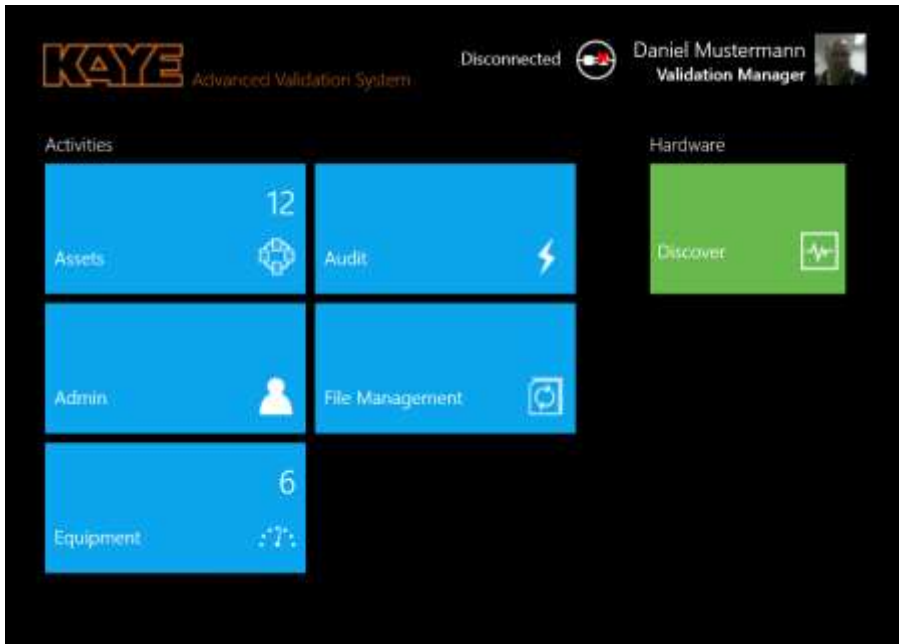 KAYE Advanced Validation System
Disconnected
Daniel Mustermann
Validation Manager
Activities
Hardware
12
Assets
Audit
Discover
Admin
File Management
6
Equipment